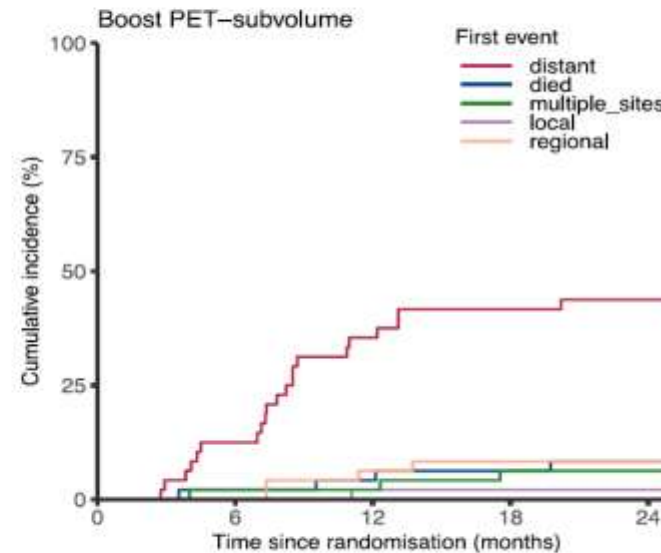 Boost PET−subvolume
First event
distant
died
multiple_sites
local
regional
Cumulative incidence (%)
100
75
50
25
0
0 6 12 18 24
Time since randomisation (months)